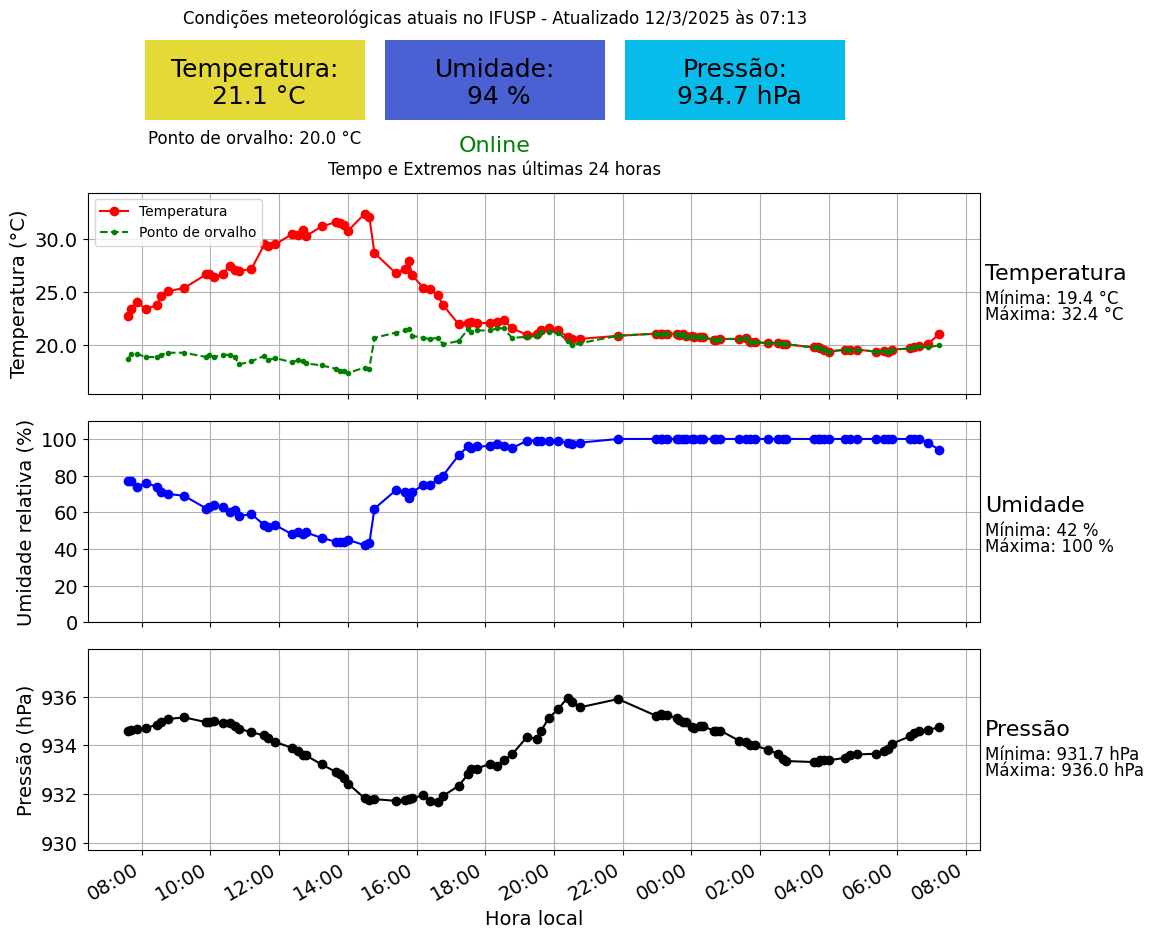 Condições meteorológicas atuais no IFUSP - Atualizado 12/3/2025 às 07:13
Temperatura:
21.1 °C
Umidade:
94 %
Pressão:
934.7 hPa
Ponto de orvalho: 20.0 °C
Online
Tempo e Extremos nas últimas 24 horas
Temperatura (°C)
30.0
25.0
20.0
Temperatura
Ponto de orvalho
Temperatura
Mínima: 19.4 °C
Máxima: 32.4 °C
Umidade relativa (%)
100
80
60
40
20
0
Umidade
Mínima: 42 %
Máxima: 100 %
Pressão (hPa)
936
934
932
930
Pressão
Mínima: 931.7 hPa
Máxima: 936.0 hPa
08:00 10:00 12:00 14:00 16:00 18:00 20:00 22:00 00:00 02:00 04:00 06:00 08:00
Hora local